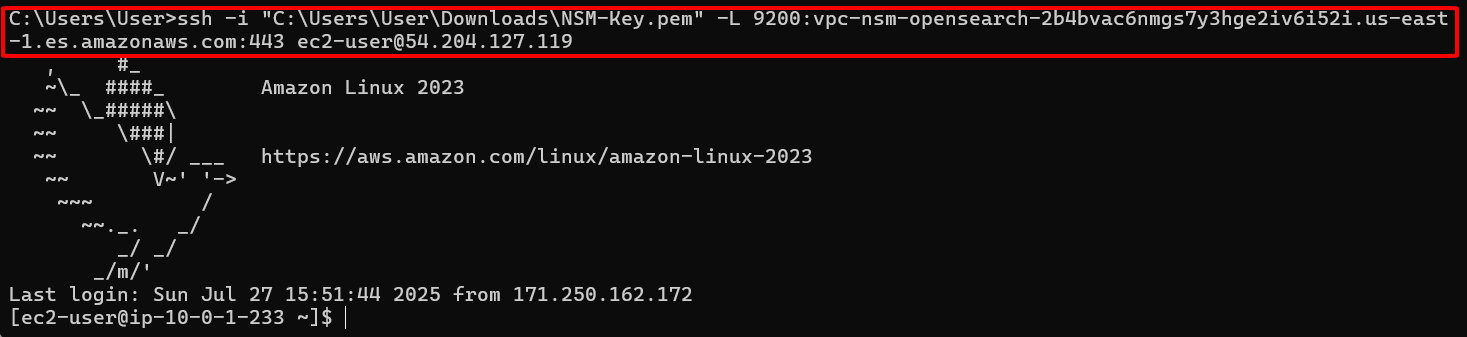 C:\Users\User>ssh -i "C:\Users\User\Downloads\NSM-Key.pem" -L 9200:vpc-nsm-opensearch-2b4bvac6nmgs7y3hge2iv6i52i.us-east
-1.es.amazonaws.com:443 ec2-user@54.204.127.119
   ,     #_
   ~\_  ####_        Amazon Linux 2023
  ~~  \_#####\
  ~~     \###|
  ~~       \#/ ___   https://aws.amazon.com/linux/amazon-linux-2023
   ~~       V~' '->
    ~~~         /
      ~~._.   _/
         _/ _/
       _/m/'
Last login: Sun Jul 27 15:51:44 2025 from 171.250.162.172
[ec2-user@ip-10-0-1-233 ~]$